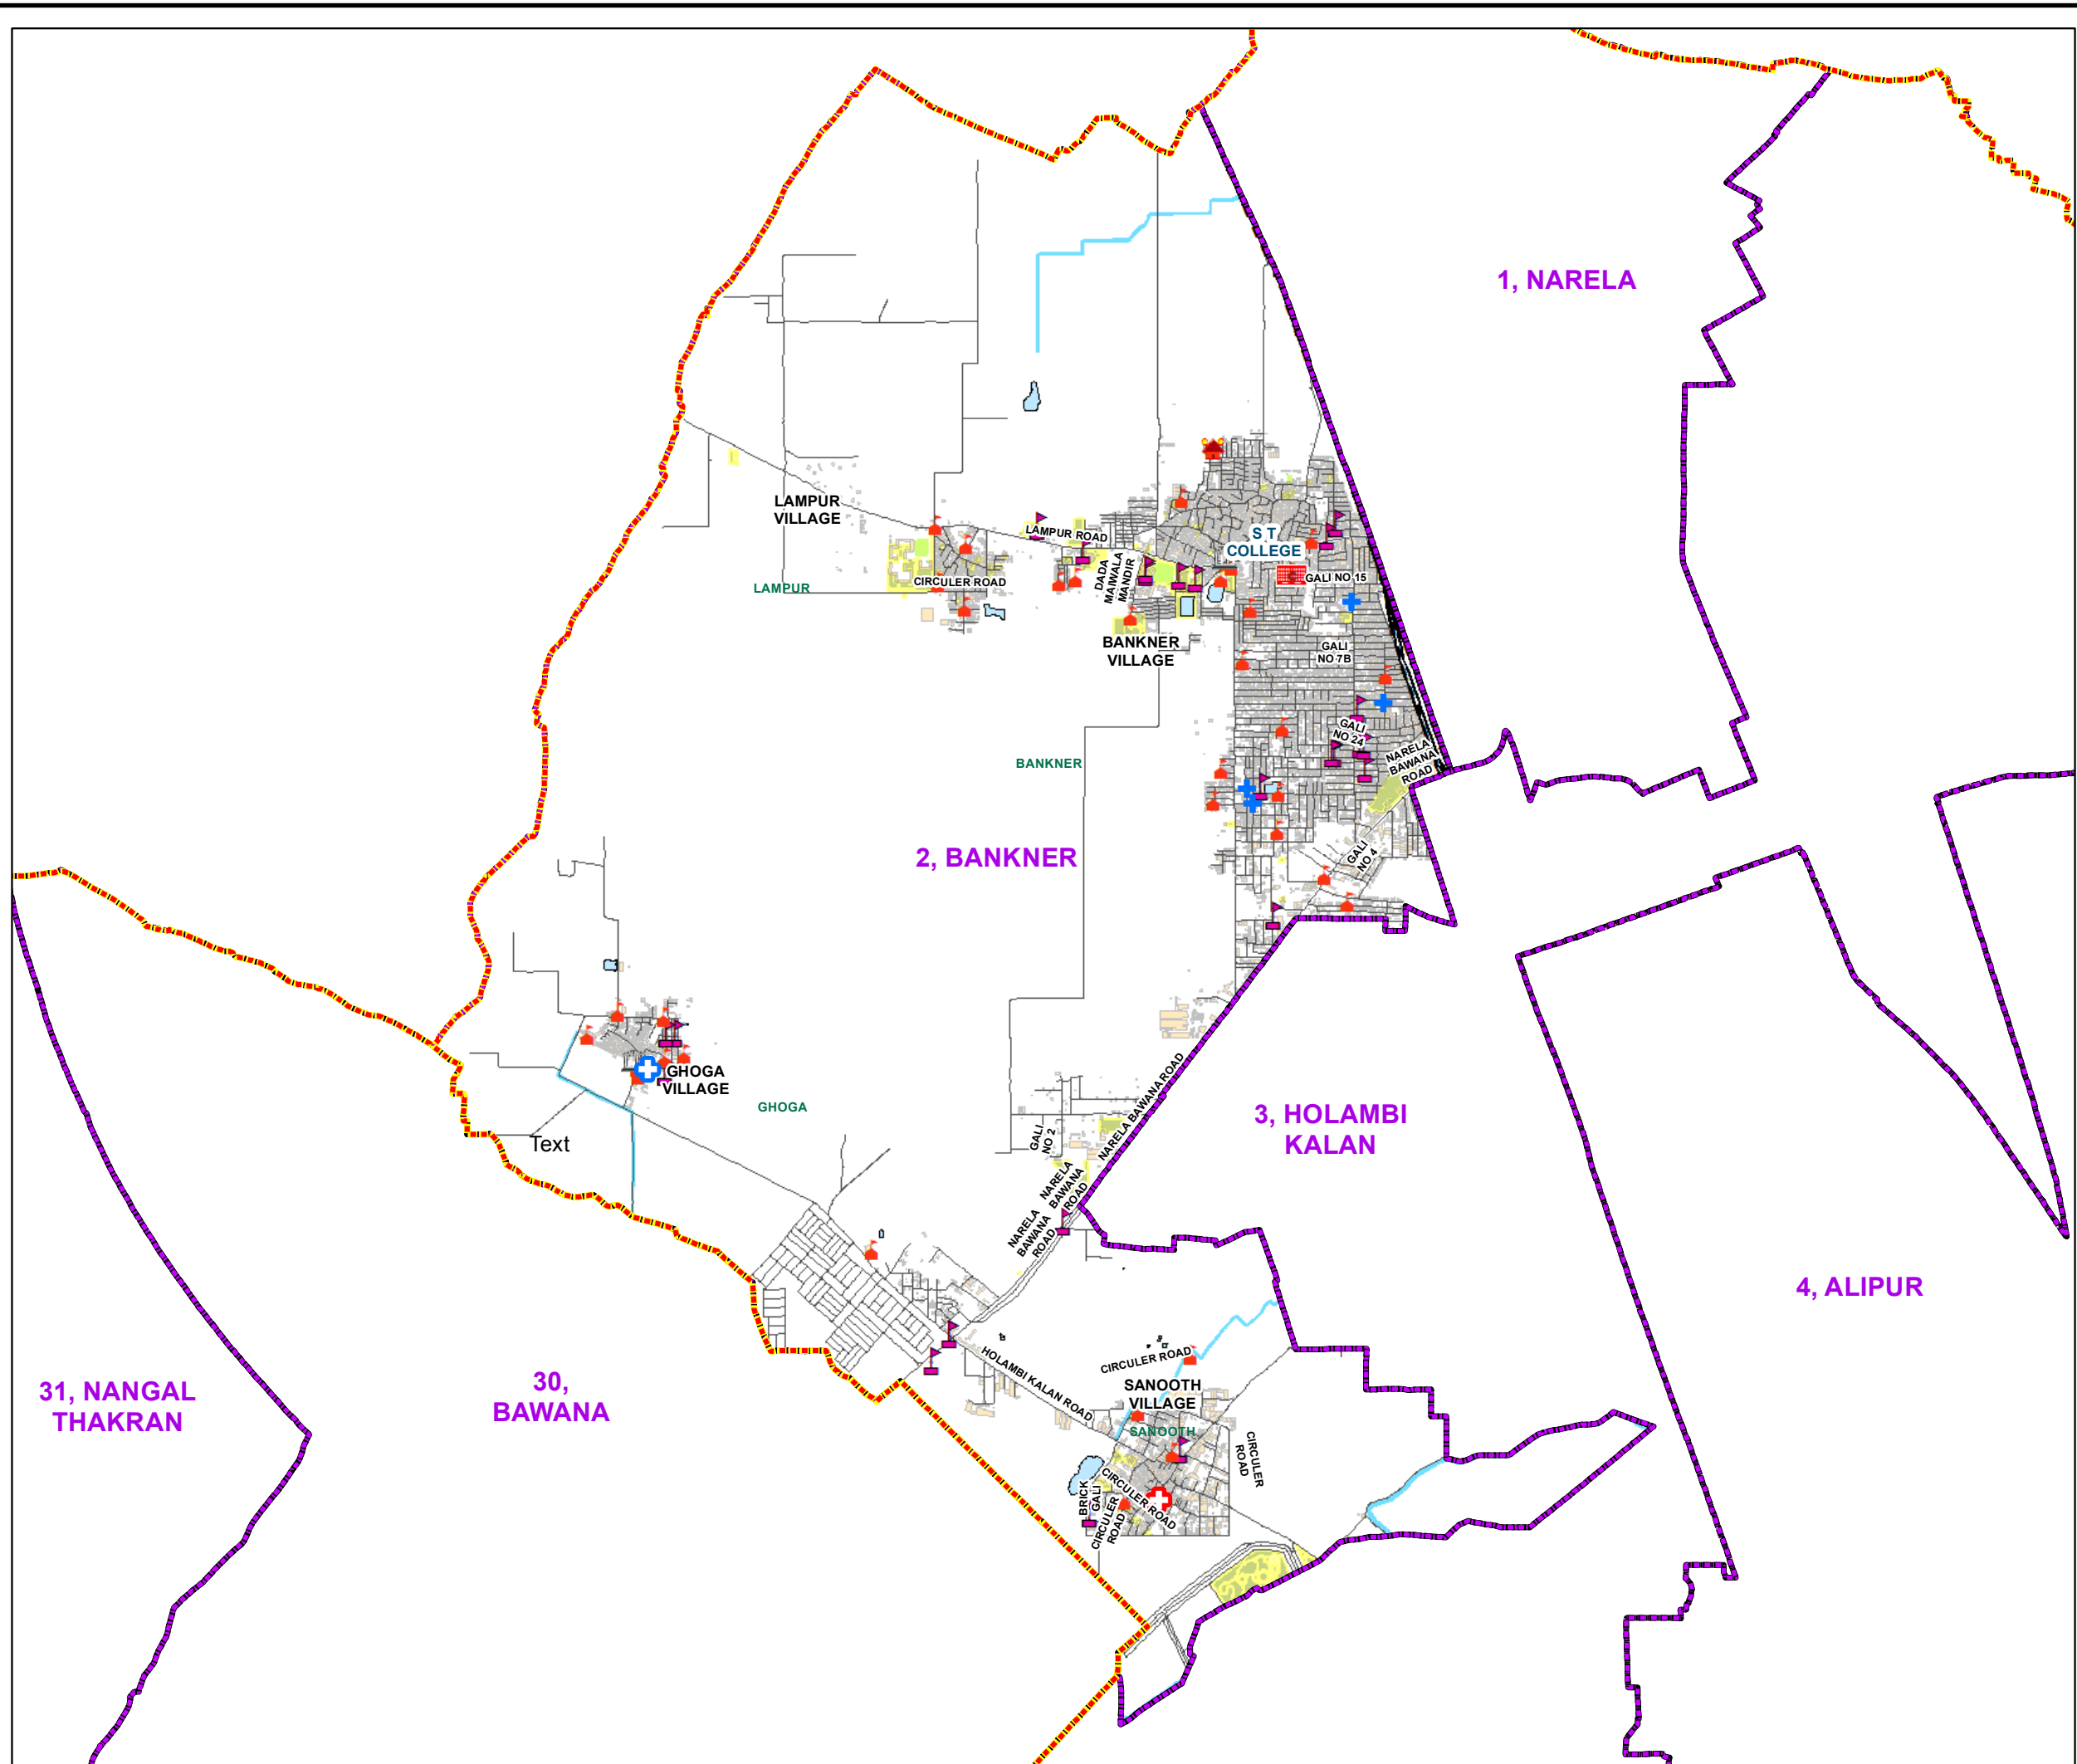 1, NARELA
LAMPUR
VILLAGE
LAMPUR ROAD
S T
COLLEGE
DADA
MAIWALA
MANDIR
GALI NO 15
CIRCULER ROAD
LAMPUR
BANKNER
VILLAGE
GALI
NO 7B
GALI
NO 24
NARELA
BAWANA
ROAD
BANKNER
2, BANKNER
GALI
NO 4
GHOGA
VILLAGE
GHOGA
Text
GALI
NO 2
NARELA BAWANA ROAD
3, HOLAMBI
KALAN
NARELA
BAWANA
ROAD
NARELA
BAWANA
ROAD
4, ALIPUR
31, NANGAL
THAKRAN
30,
BAWANA
HOLAMBI KALAN ROAD
CIRCULER ROAD
SANOOTH
VILLAGE
SANOOTH
CIRCULER
ROAD
BRICK
GALI
CIRCULER ROAD
CIRCULER
ROAD